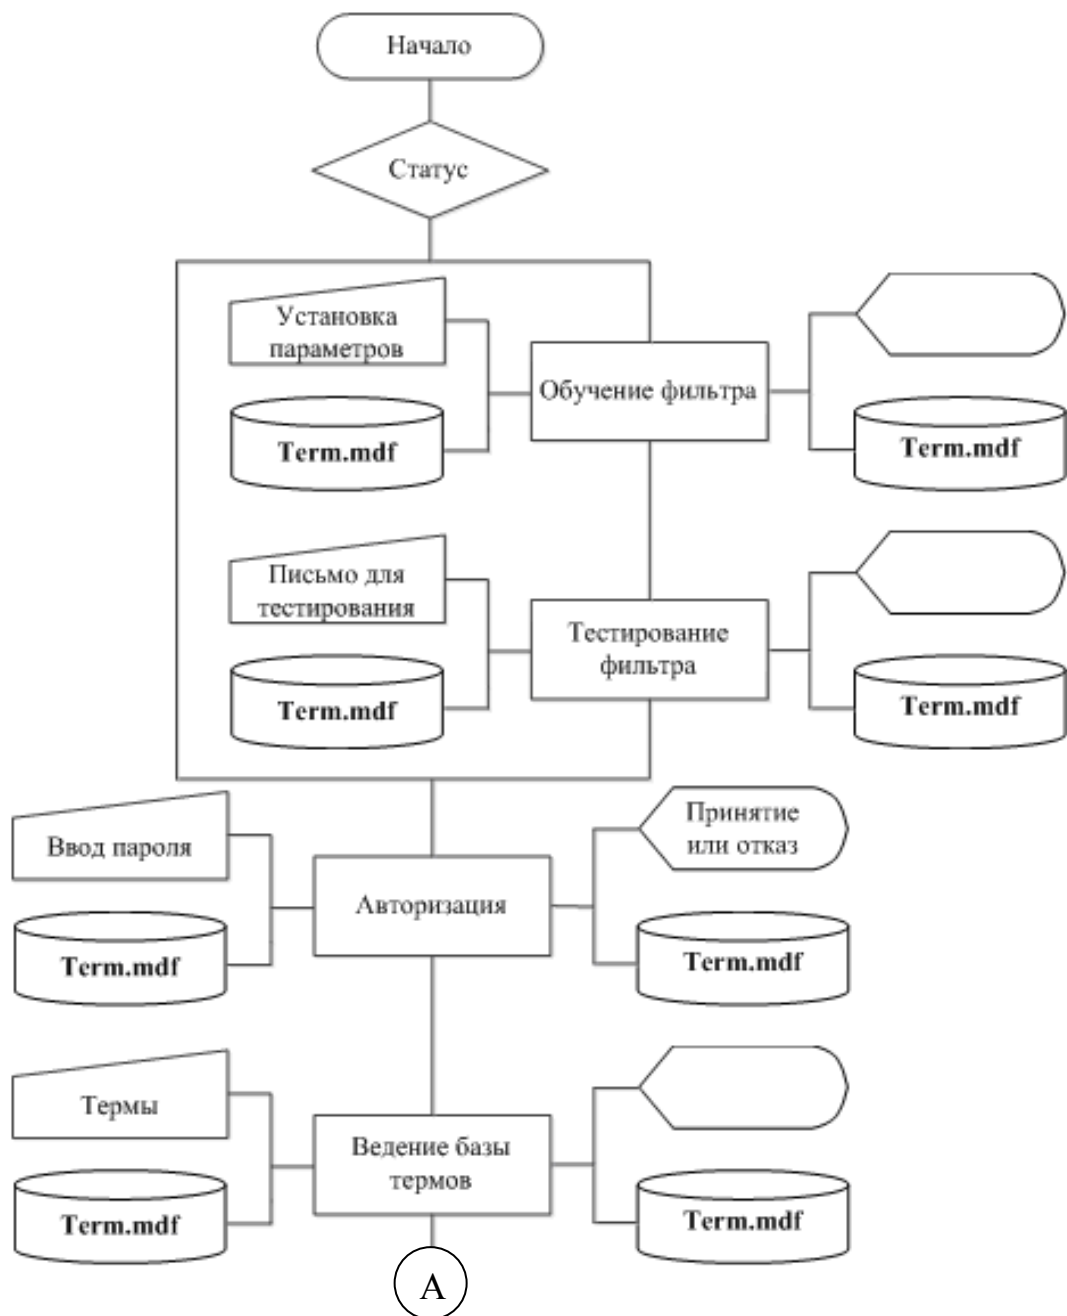 Начало
Статус
Установка
параметров
Обучение фильтра
Term.mdf
Term.mdf
Письмо для
тестирования
Тестирование
фильтра
Term.mdf
Term.mdf
Ввод пароля
Принятие
или отказ
Авторизация
Term.mdf
Term.mdf
Термы
Ведение базы
термов
Term.mdf
Term.mdf
А